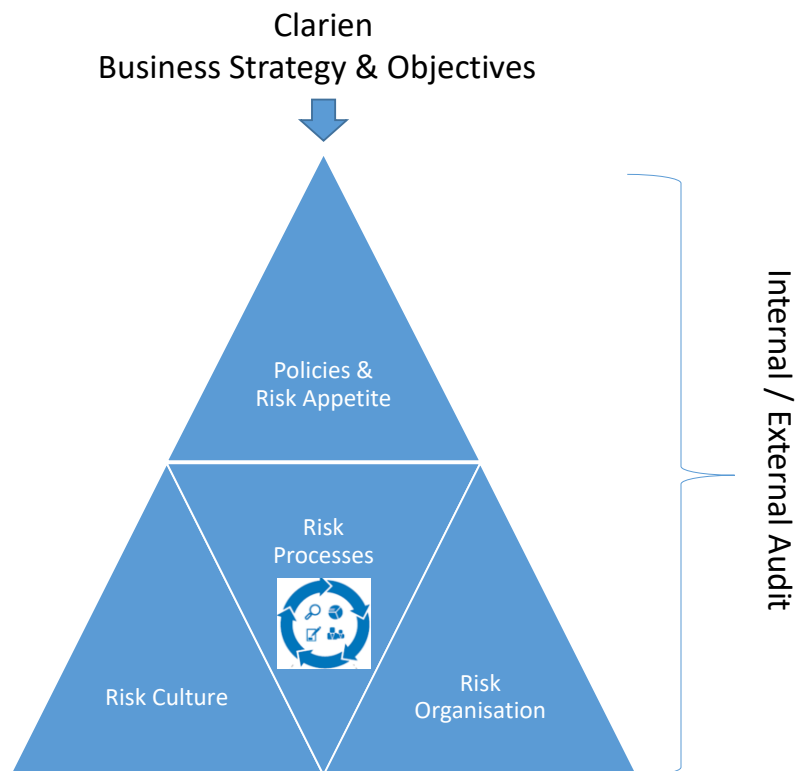 Clarien
Business Strategy & Objectives
Policies &
Risk Appetite
Risk
Processes
Risk Culture
Risk
Organisation
Internal / External Audit